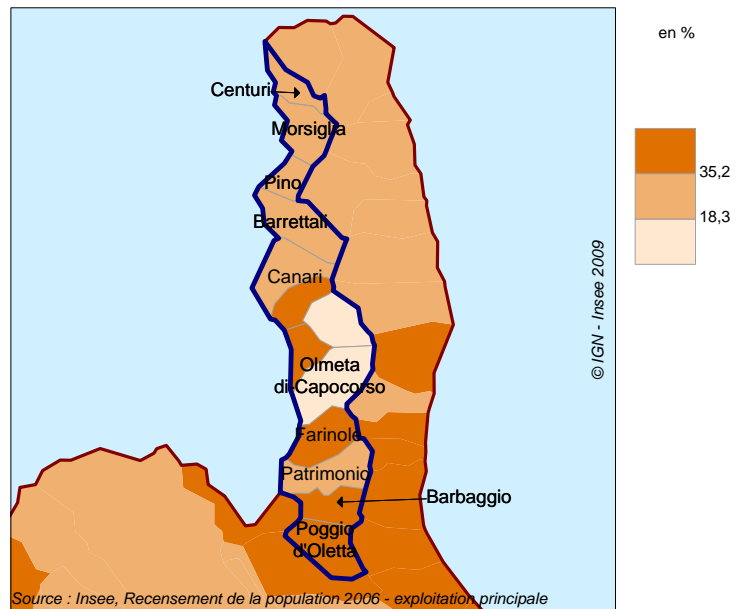 en %
35,2
18,3
Centuri
Morsiglia
Pino
Barrettali
Canari
Olmeta
di-Capocorso
Farinole
Patrimonio
Barbaggio
Poggio
d'Oletta
© IGN - Insee 2009
Source : Insee, Recensement de la population 2006 - exploitation principale